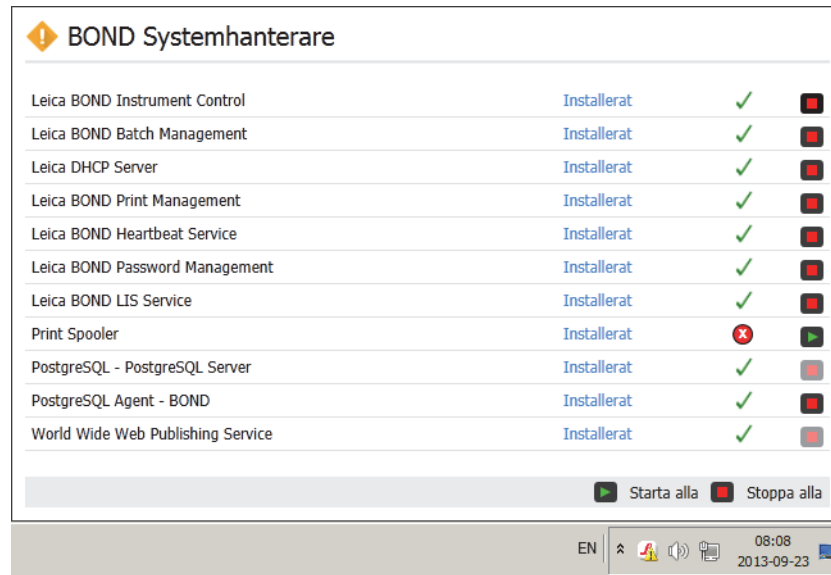 BOND Systemhanterare
Leica BOND Instrument Control Installerat
Leica BOND Batch Management Installerat
Leica DHCP Server Installerat
Leica BOND Print Management Installerat
Leica BOND Heartbeat Service Installerat
Leica BOND Password Management Installerat
Leica BOND LIS Service Installerat
Print Spooler Installerat
PostgreSQL - PostgreSQL Server Installerat
PostgreSQL Agent - BOND Installerat
World Wide Web Publishing Service Installerat
Starta alla Stoppa alla
EN 08:08
2013-09-23